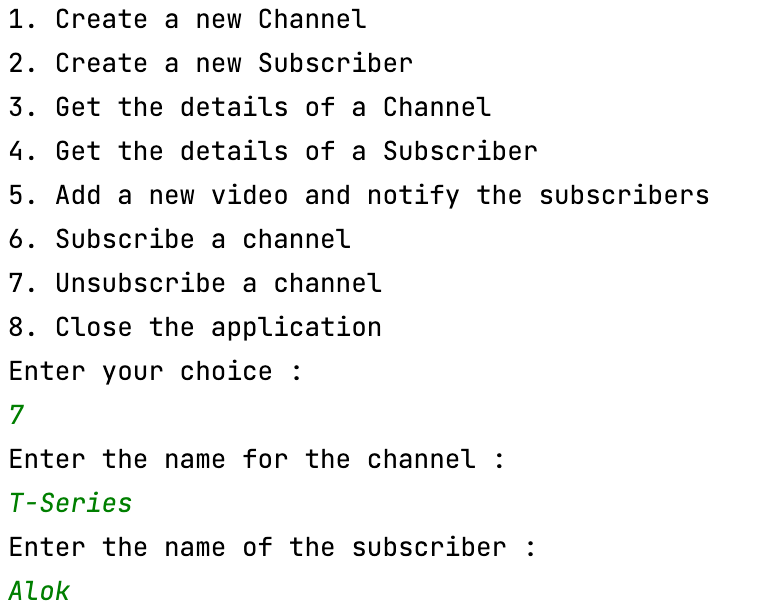 1. Create a new Channel
2. Create a new Subscriber
3. Get the details of a Channel
4. Get the details of a Subscriber
5. Add a new video and notify the subscribers
6. Subscribe a channel
7. Unsubscribe a channel
8. Close the application
Enter your choice :
7
Enter the name for the channel :
T-Series
Enter the name of the subscriber :
Alok